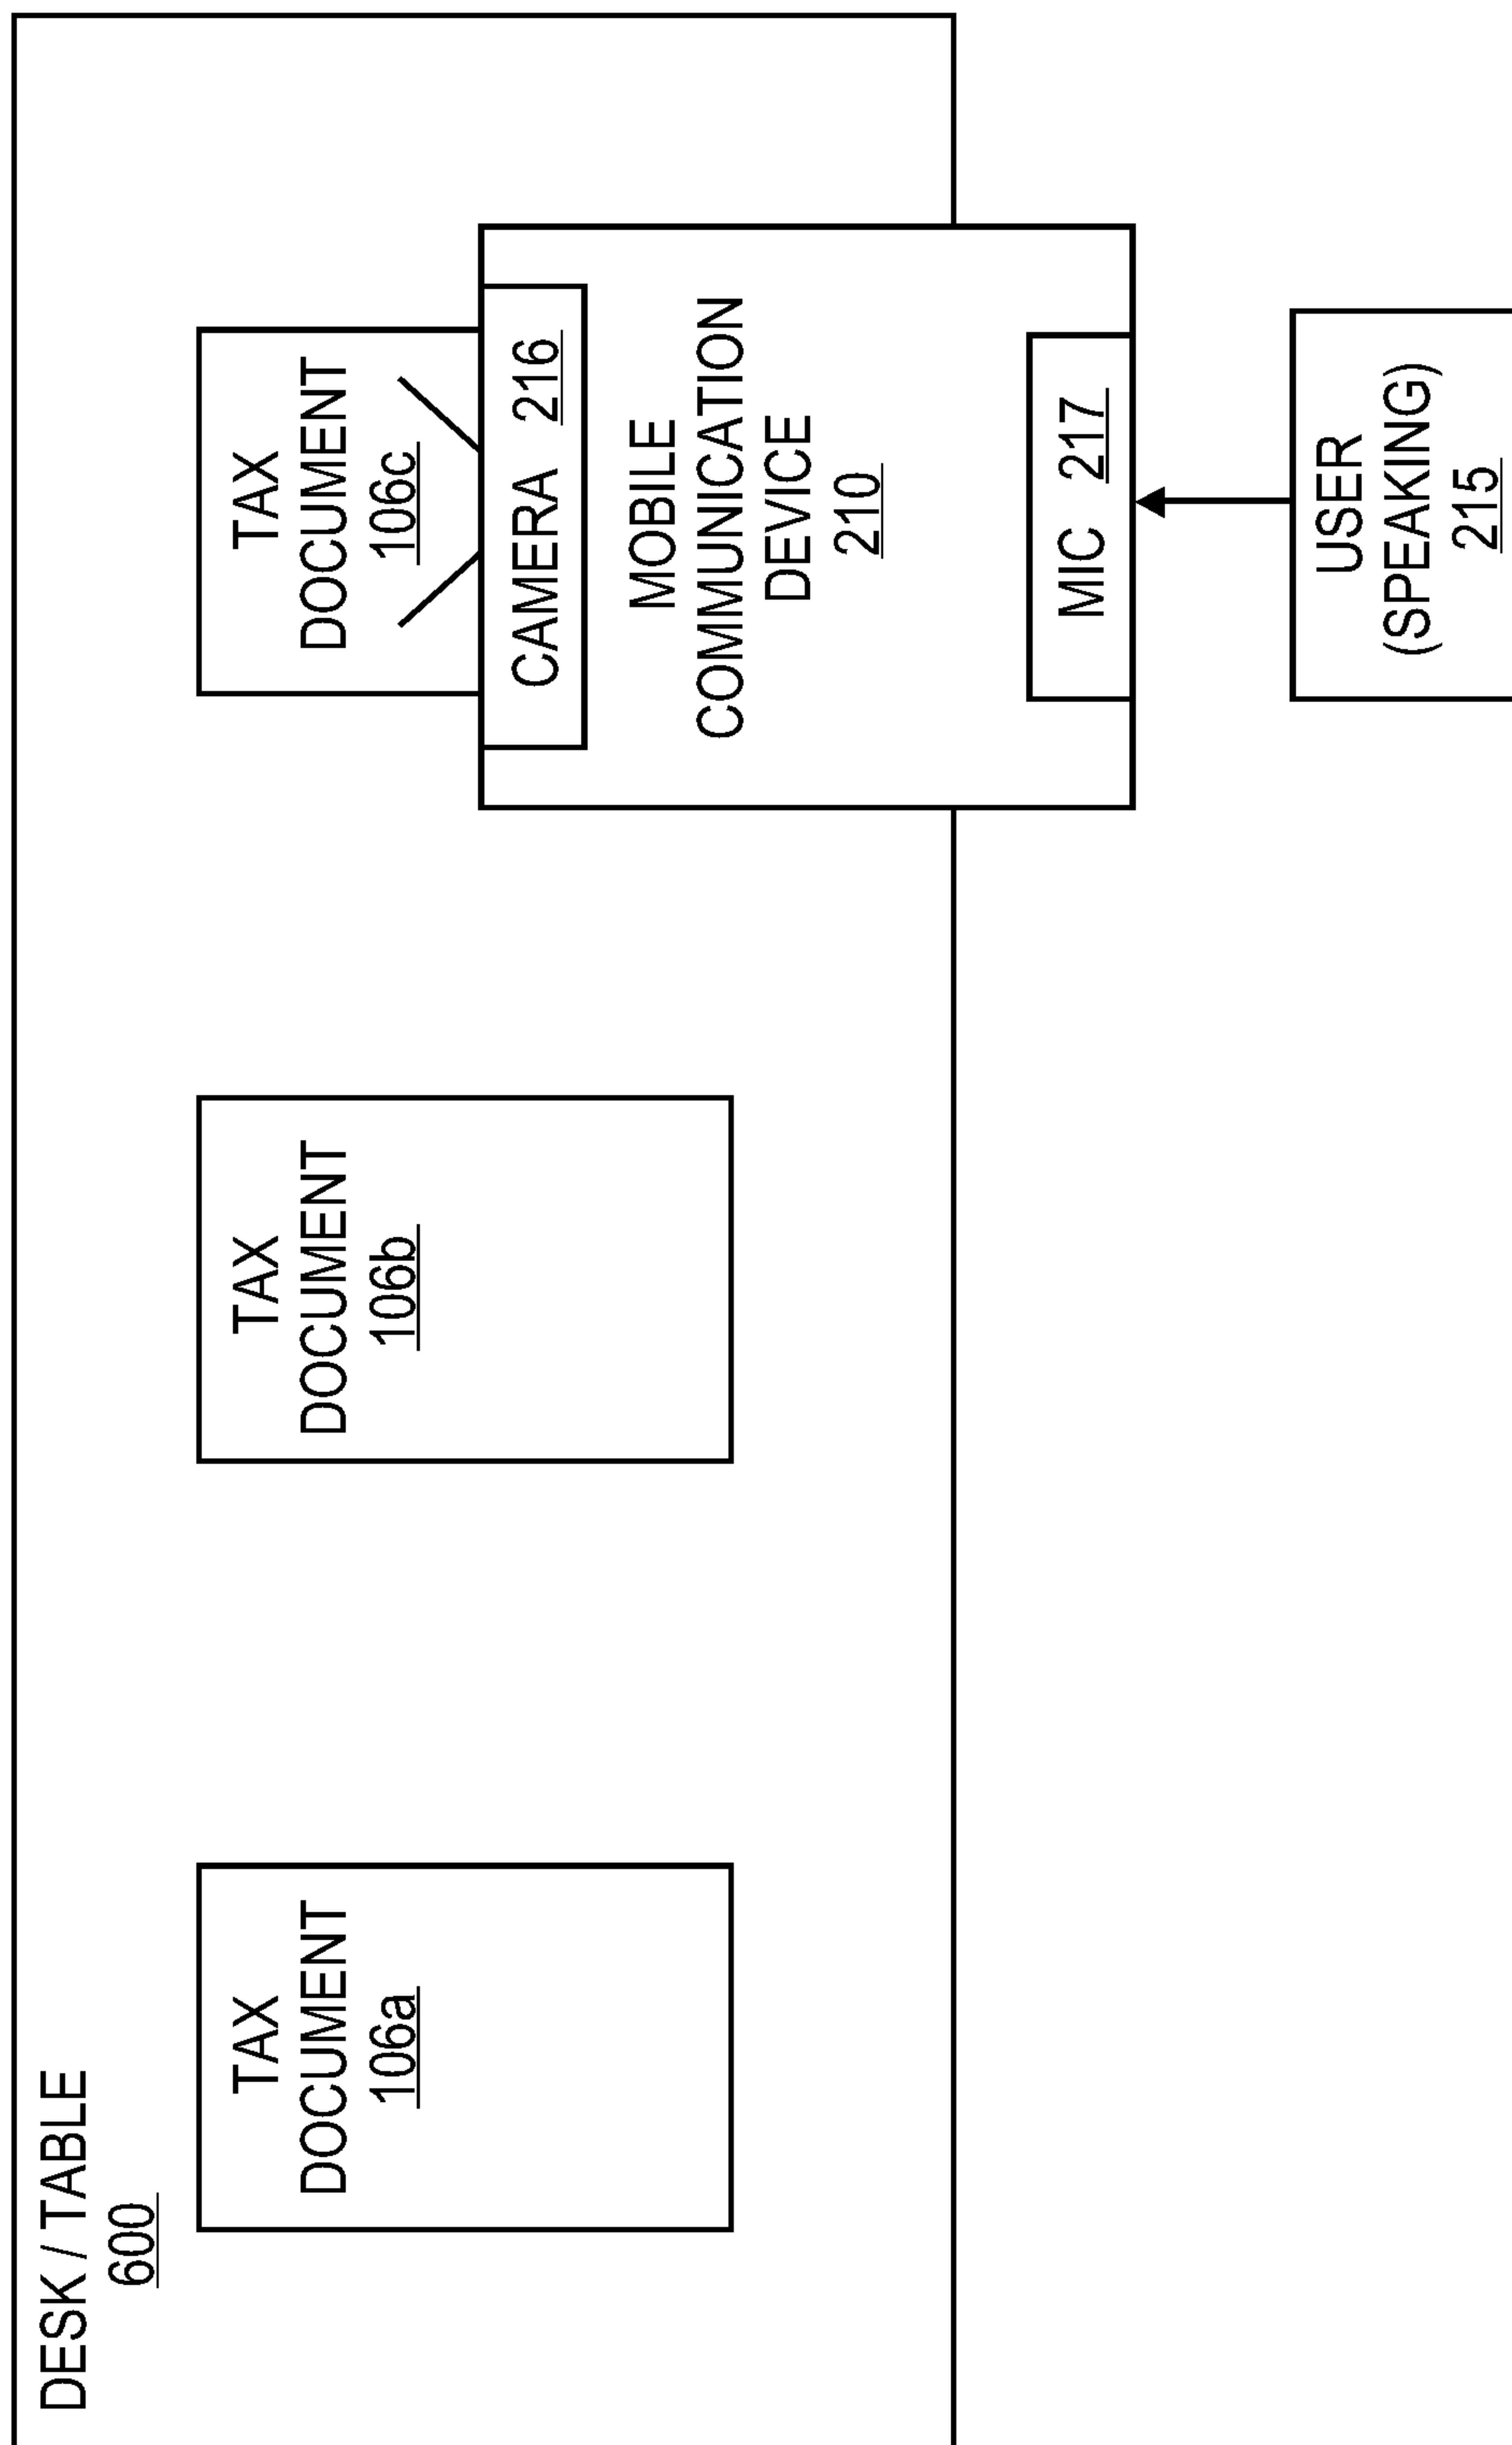 DESK / TABLE
600
TAX
DOCUMENT
106a
TAX
DOCUMENT
106b
TAX
DOCUMENT
106c
CAMERA 216
MOBILE
COMMUNICATION
DEVICE
210
MIC 217
USER
(SPEAKING)
215